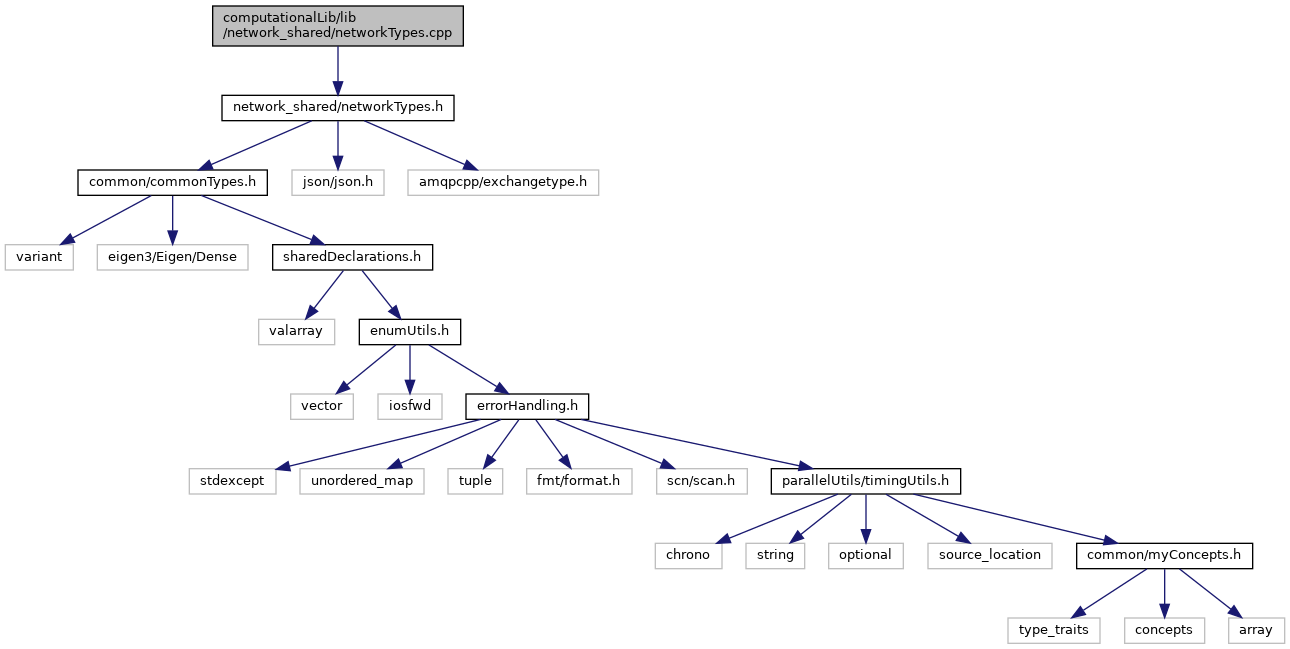 computationalLib/lib
/network_shared/networkTypes.cpp
network_shared/networkTypes.h
common/commonTypes.h
json/json.h
amqpcpp/exchangetype.h
variant
eigen3/Eigen/Dense
sharedDeclarations.h
valarray
enumUtils.h
vector
iosfwd
errorHandling.h
stdexcept
unordered_map
tuple
fmt/format.h
scn/scan.h
parallelUtils/timingUtils.h
chrono
string
optional
source_location
common/myConcepts.h
type_traits
concepts
array